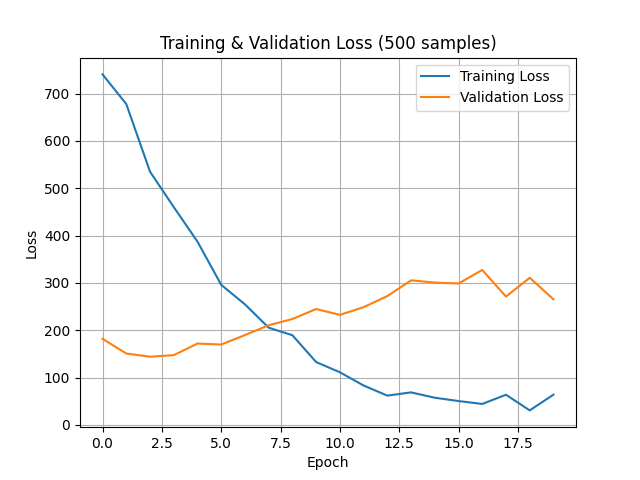 Training & Validation Loss (500 samples)
Training Loss
Validation Loss
Loss
700
600
500
400
300
200
100
0
0.0 2.5 5.0 7.5 10.0 12.5 15.0 17.5
Epoch